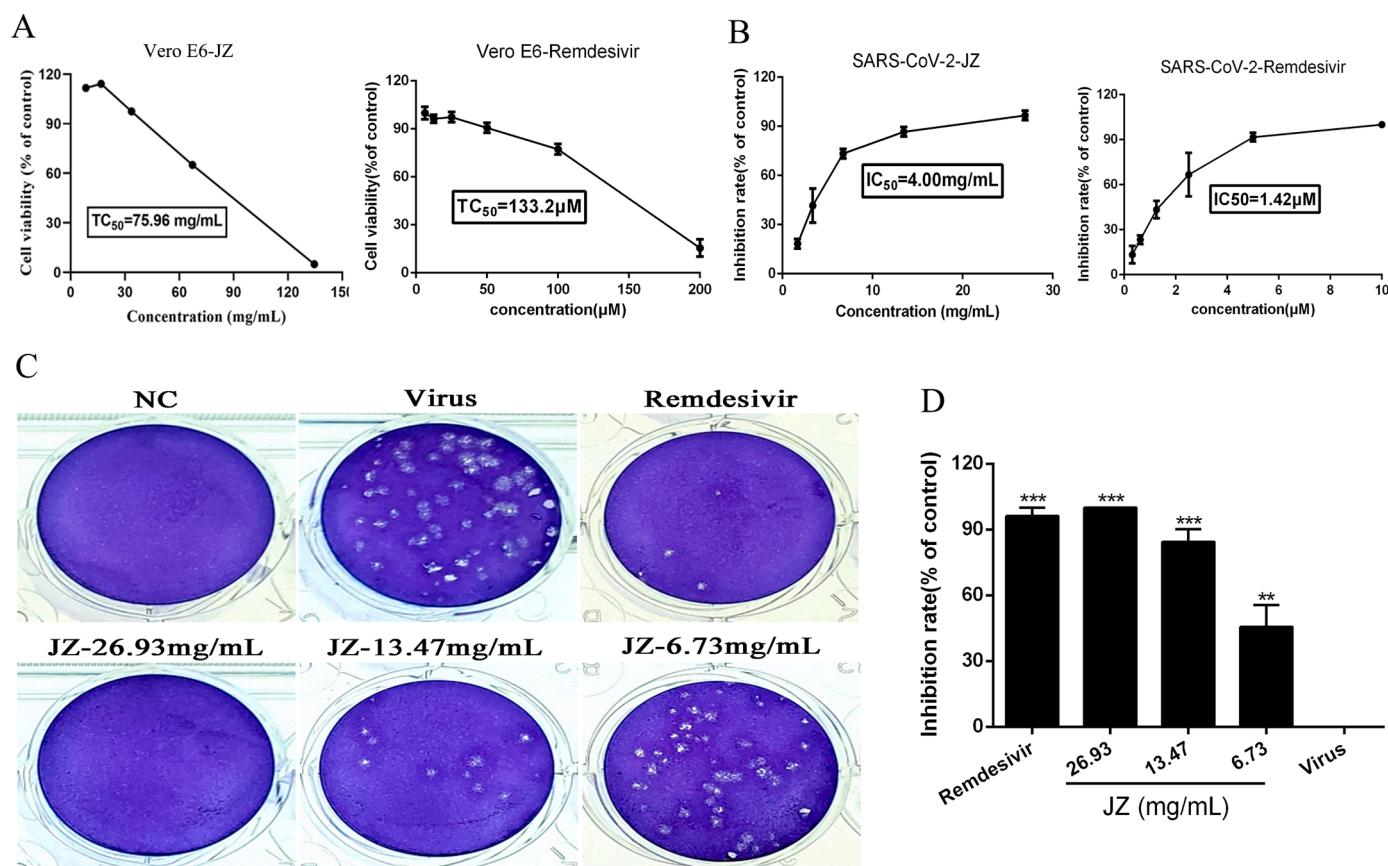 A
Vero E6-JZ
Cell viability (% of control)
120
90
60
30
0
TC50=75.96 mg/mL
0 30 60 90 120 15
Concentration (mg/mL)
Vero E6-Remdesivir
Cell viability(%of control)
120
90
60
30
0
TC50=133.2μM
0 50 100 150 200
concentration(μM)
B
SARS-CoV-2-JZ
Inhibition rate(% of control)
120
90
60
30
0
IC50=4.00mg/mL
0 10 20 30
Concentration (mg/mL)
SARS-CoV-2-Remdesivir
Inhibition rate(% of control)
120
90
60
30
0
IC50=1.42μM
0 2 4 6 8 10
concentration(μM)
C
NC Virus Remdesivir
JZ-26.93mg/mL JZ-13.47mg/mL JZ-6.73mg/mL
D
Inhibition rate(% of control)
120
90
60
30
0
*** *** *** **
Remdesivir 26.93 13.47 6.73 Virus
JZ (mg/mL)